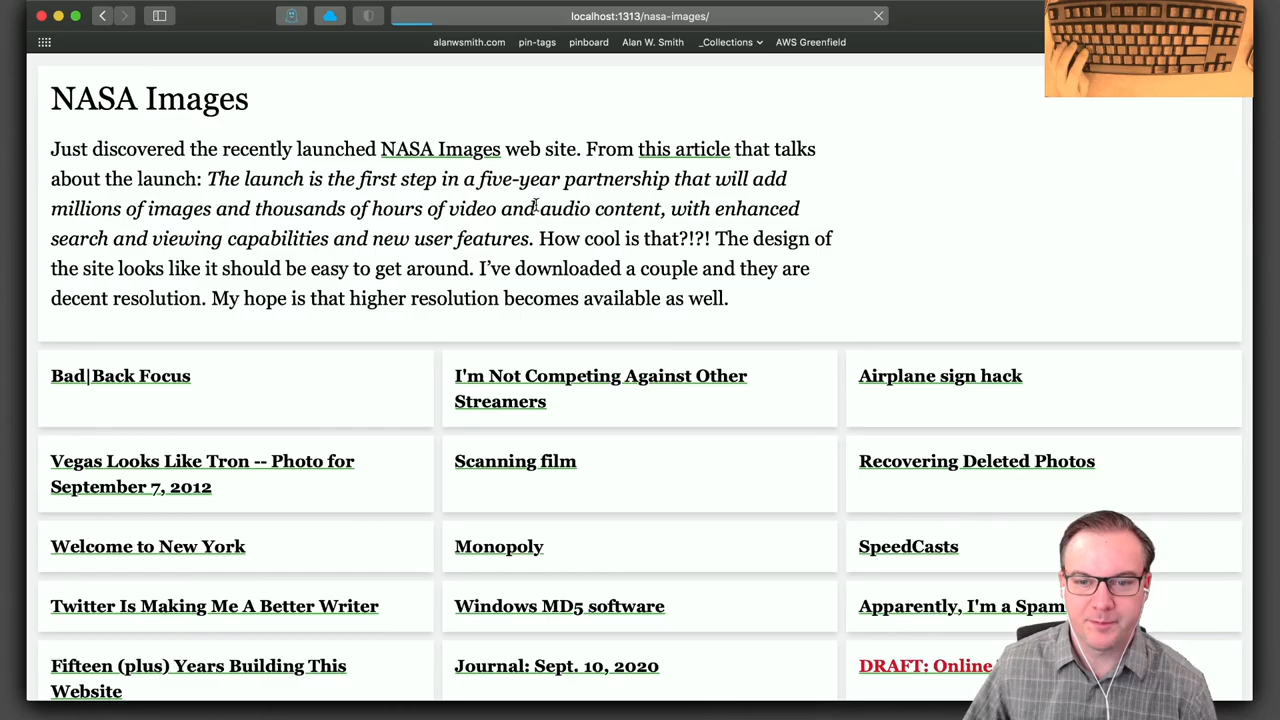 localhost:1313/nasa-images/
alanwsmith.com pin-tags pinboard Alan W. Smith _Collections AWS Greenfield
NASA Images
Just discovered the recently launched NASA Images web site. From this article that talks
about the launch: The launch is the first step in a five-year partnership that will add
millions of images and thousands of hours of video and audio content, with enhanced
search and viewing capabilities and new user features. How cool is that?!?! The design of
the site looks like it should be easy to get around. I’ve downloaded a couple and they are
decent resolution. My hope is that higher resolution becomes available as well.
Bad|Back Focus
I'm Not Competing Against Other
Streamers
Airplane sign hack
Vegas Looks Like Tron -- Photo for
September 7, 2012
Scanning film
Recovering Deleted Photos
Welcome to New York
Monopoly
SpeedCasts
Twitter Is Making Me A Better Writer
Windows MD5 software
Apparently, I'm a Spam
Fifteen (plus) Years Building This
Website
Journal: Sept. 10, 2020
DRAFT: Online